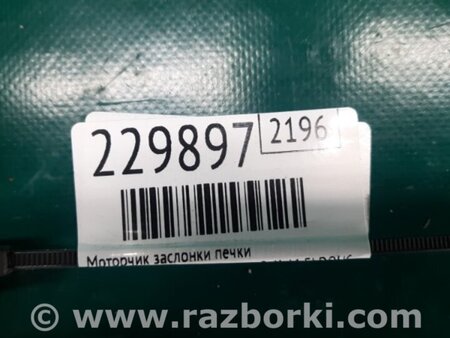 229897 2196
Моторчик заслонки печки
© www.razborki.com